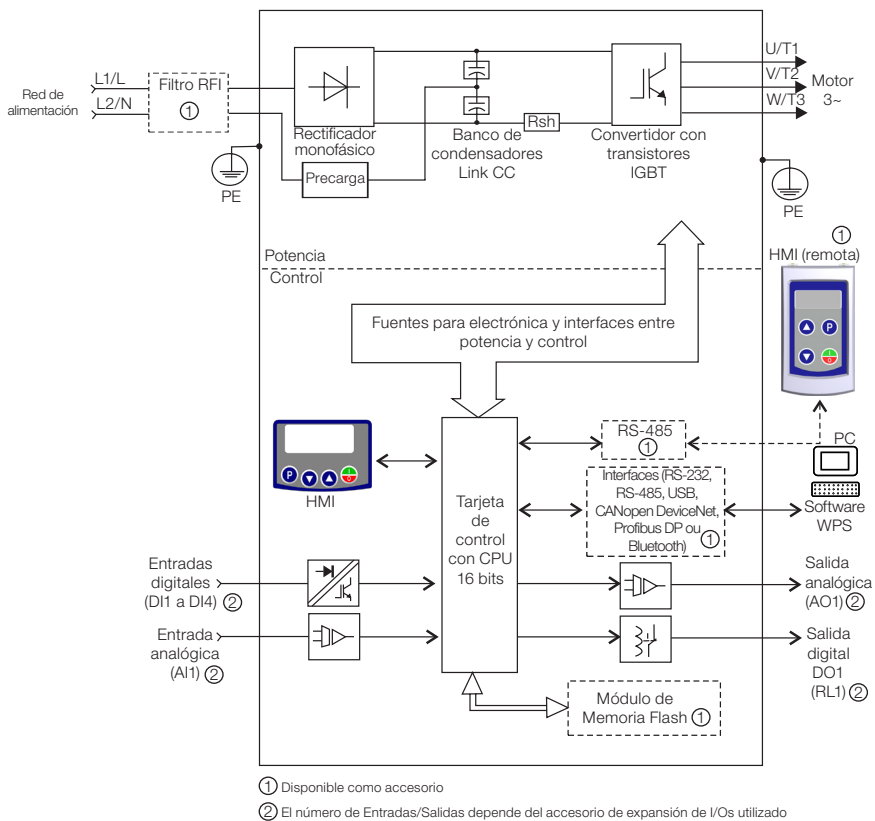 Red de
alimentación
L1/L
L2/N
Filtro RFI
①
Rectificador
monofásico
Precarga
Banco de
condensadores
Link CC
Rsh
Convertidor con
transistores
IGBT
U/T1
V/T2
W/T3
Motor
3~
PE
PE
Potencia
Control
Fuentes para electrónica y interfaces entre
potencia y control
①
HMI (remota)
P
I
0
P
I
0
HMI
Tarjeta
de
control
con CPU
16 bits
RS-485
①
Interfaces (RS-232,
RS-485, USB,
CANopen DeviceNet,
Profibus DP ou
Bluetooth) ①
PC
Software
WPS
Entradas
digitales
(DI1 a DI4) ②
Entrada
analógica
(AI1) ②
Salida
analógica
(AO1) ②
Salida
digital
DO1
(RL1) ②
Módulo de
Memoria Flash ①
① Disponible como accesorio
② El número de Entradas/Salidas depende del accesorio de expansión de I/Os utilizado